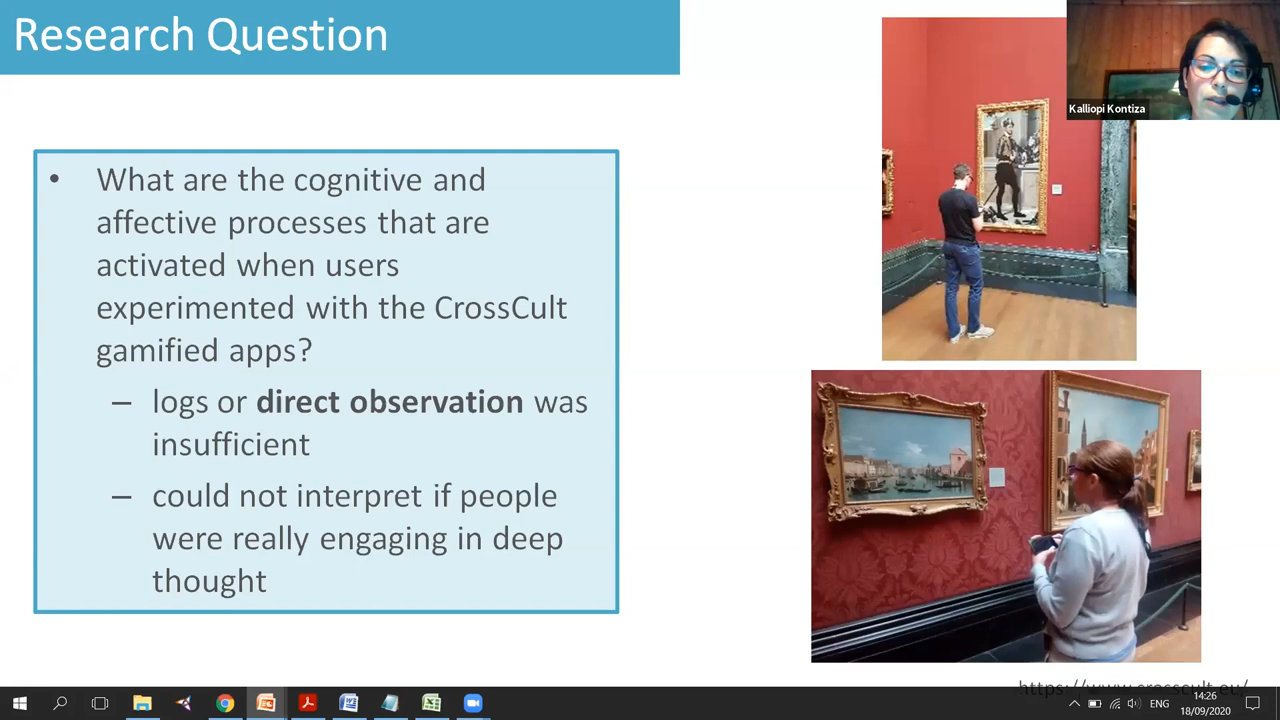 Research Question
Kalliopi Kontiza
• What are the cognitive and
affective processes that are
activated when users
experimented with the CrossCult
gamified apps?
– logs or direct observation was
insufficient
– could not interpret if people
were really engaging in deep
thought
https://www.crosscult.eu/
ENG
14:26
18/09/2020